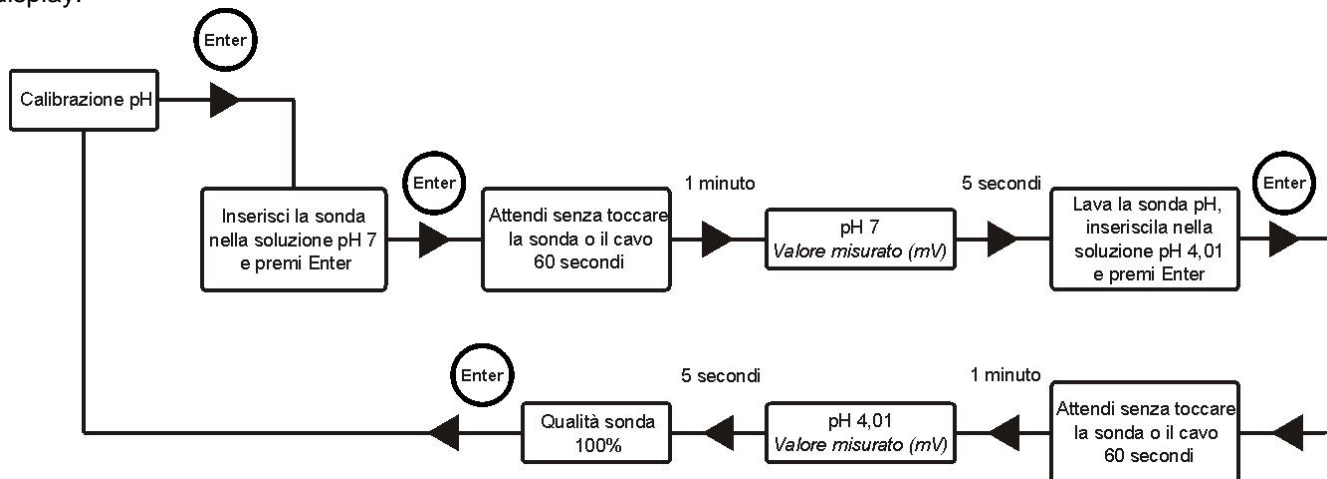 display.
Enter
Calibrazione pH
Inserisci la sonda
nella soluzione pH 7
e premi Enter
Enter
Attendi senza toccare
la sonda o il cavo
60 secondi
1 minuto
pH 7
Valore misurato (mV)
5 secondi
Lava la sonda pH,
inseriscila nella
soluzione pH 4,01
e premi Enter
Enter
Attendi senza toccare
la sonda o il cavo
60 secondi
1 minuto
pH 4,01
Valore misurato (mV)
5 secondi
Qualità sonda
100%
Enter